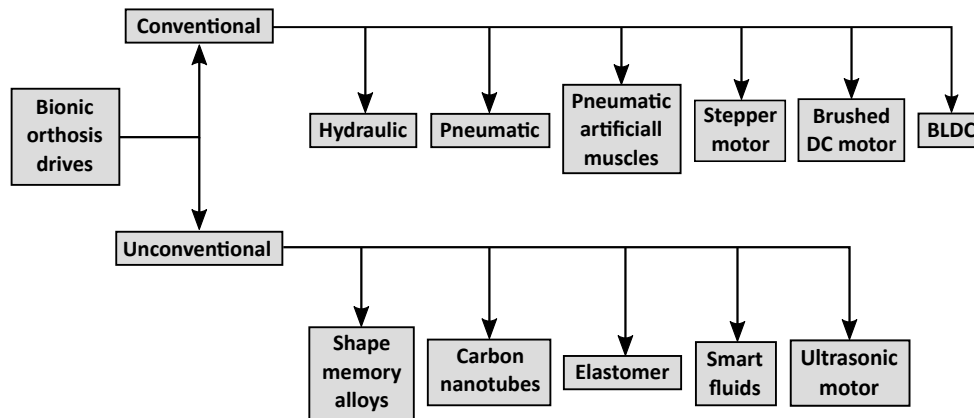 Conventional
Bionic
orthosis
drives
Hydraulic
Pneumatic
Pneumatic
artificiall
muscles
Stepper
motor
Brushed
DC motor
BLDC
Unconventional
Shape
memory
alloys
Carbon
nanotubes
Elastomer
Smart
fluids
Ultrasonic
motor